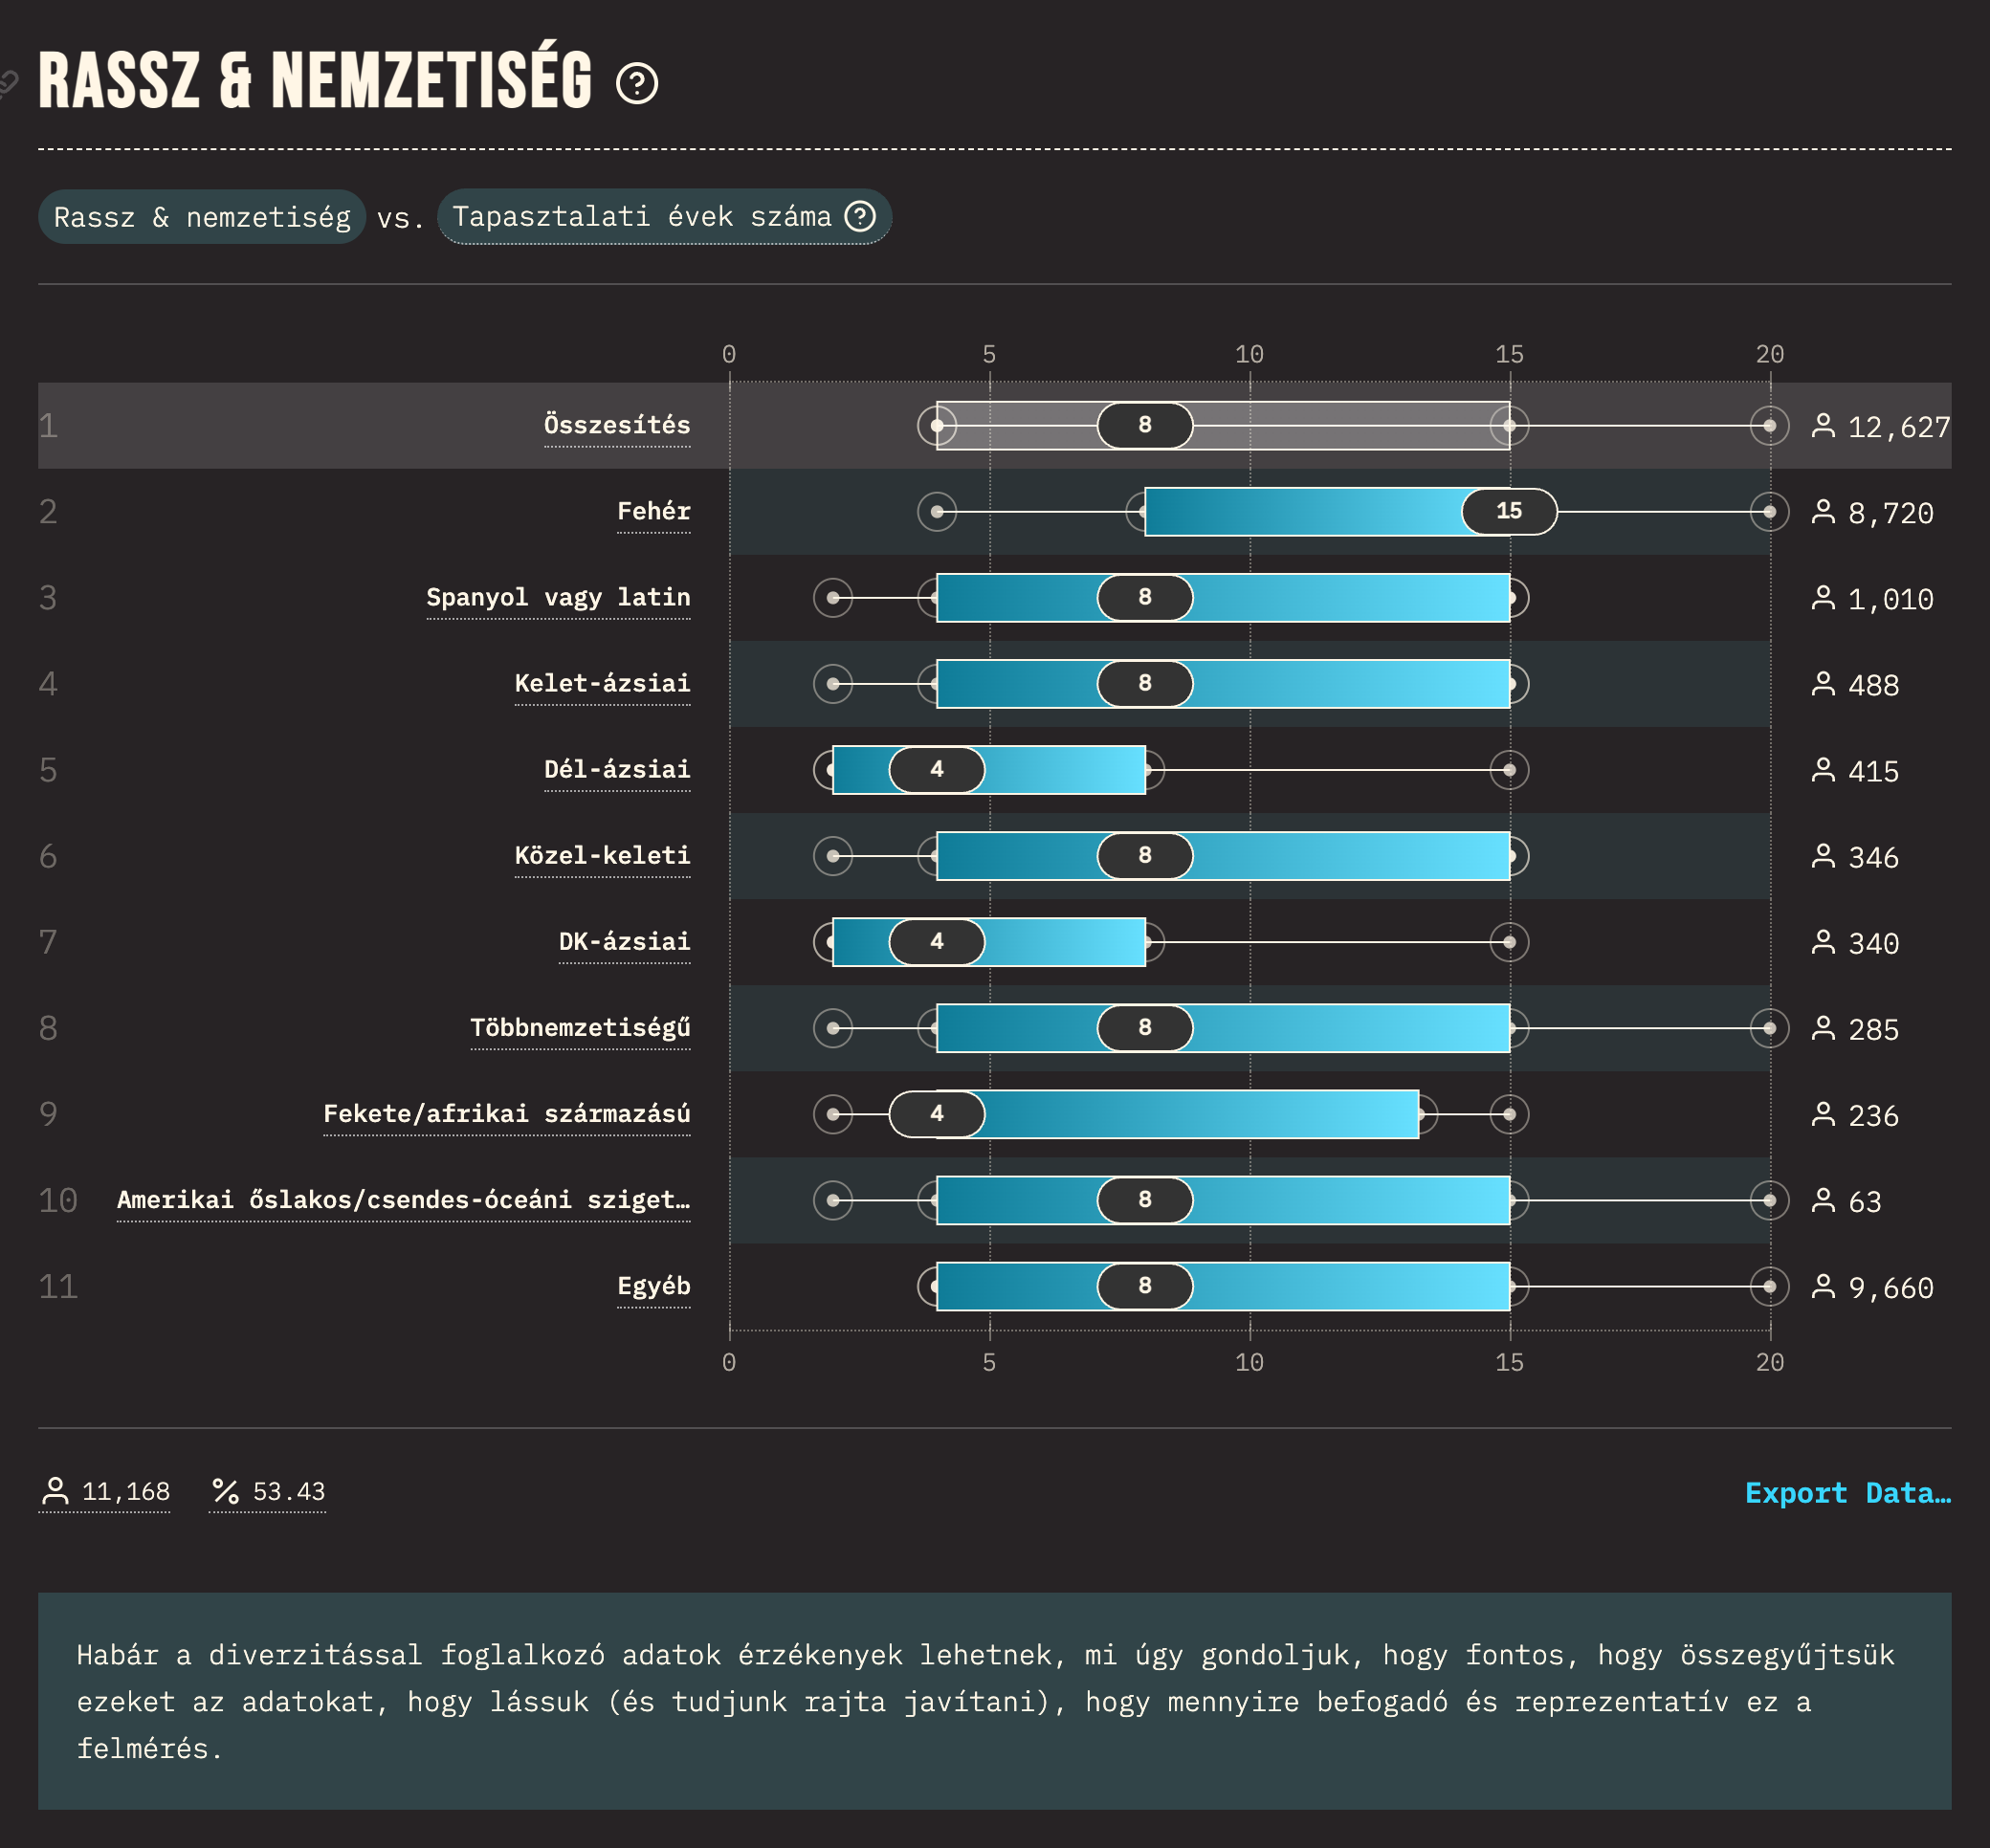 RASSZ & NEMZETISÉG
Rassz & nemzetiség vs. Tapasztalati évek száma
0 5 10 15 20
1 Összesítés 8 12,627
2 Fehér 15 8,720
3 Spanyol vagy latin 8 1,010
4 Kelet-ázsiai 8 488
5 Dél-ázsiai 4 415
6 Közel-keleti 8 346
7 DK-ázsiai 4 340
8 Többnemzetiségű 8 285
9 Fekete/afrikai származású 4 236
10 Amerikai őslakos/csendes-óceáni sziget… 8 63
11 Egyéb 8 9,660
0 5 10 15 20
11,168 % 53.43 Export Data…
Habár a diverzitással foglalkozó adatok érzékenyek lehetnek, mi úgy gondoljuk, hogy fontos, hogy összegyűjtsük
ezeket az adatokat, hogy lássuk (és tudjunk rajta javítani), hogy mennyire befogadó és reprezentatív ez a
felmérés.